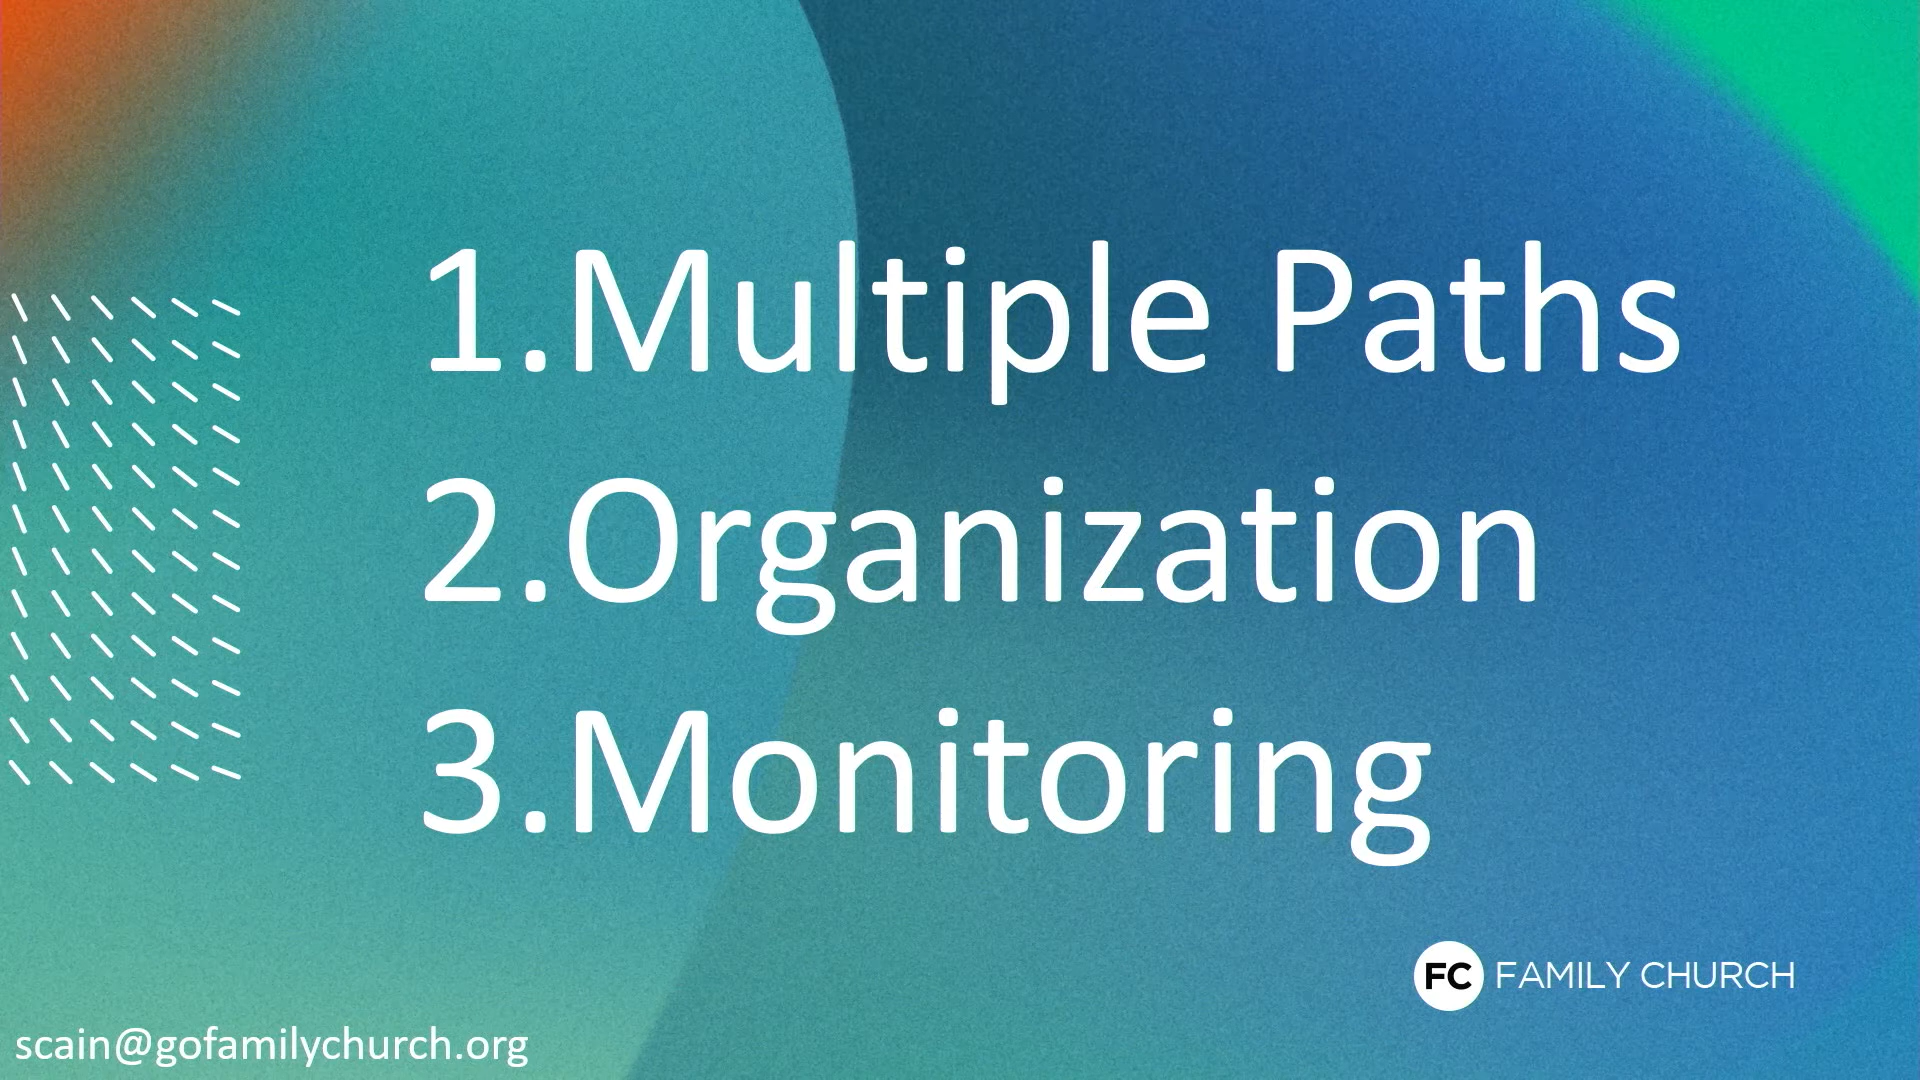 1.Multiple Paths
2.Organization
3.Monitoring
FC FAMILY CHURCH
scain@gofamilychurch.org